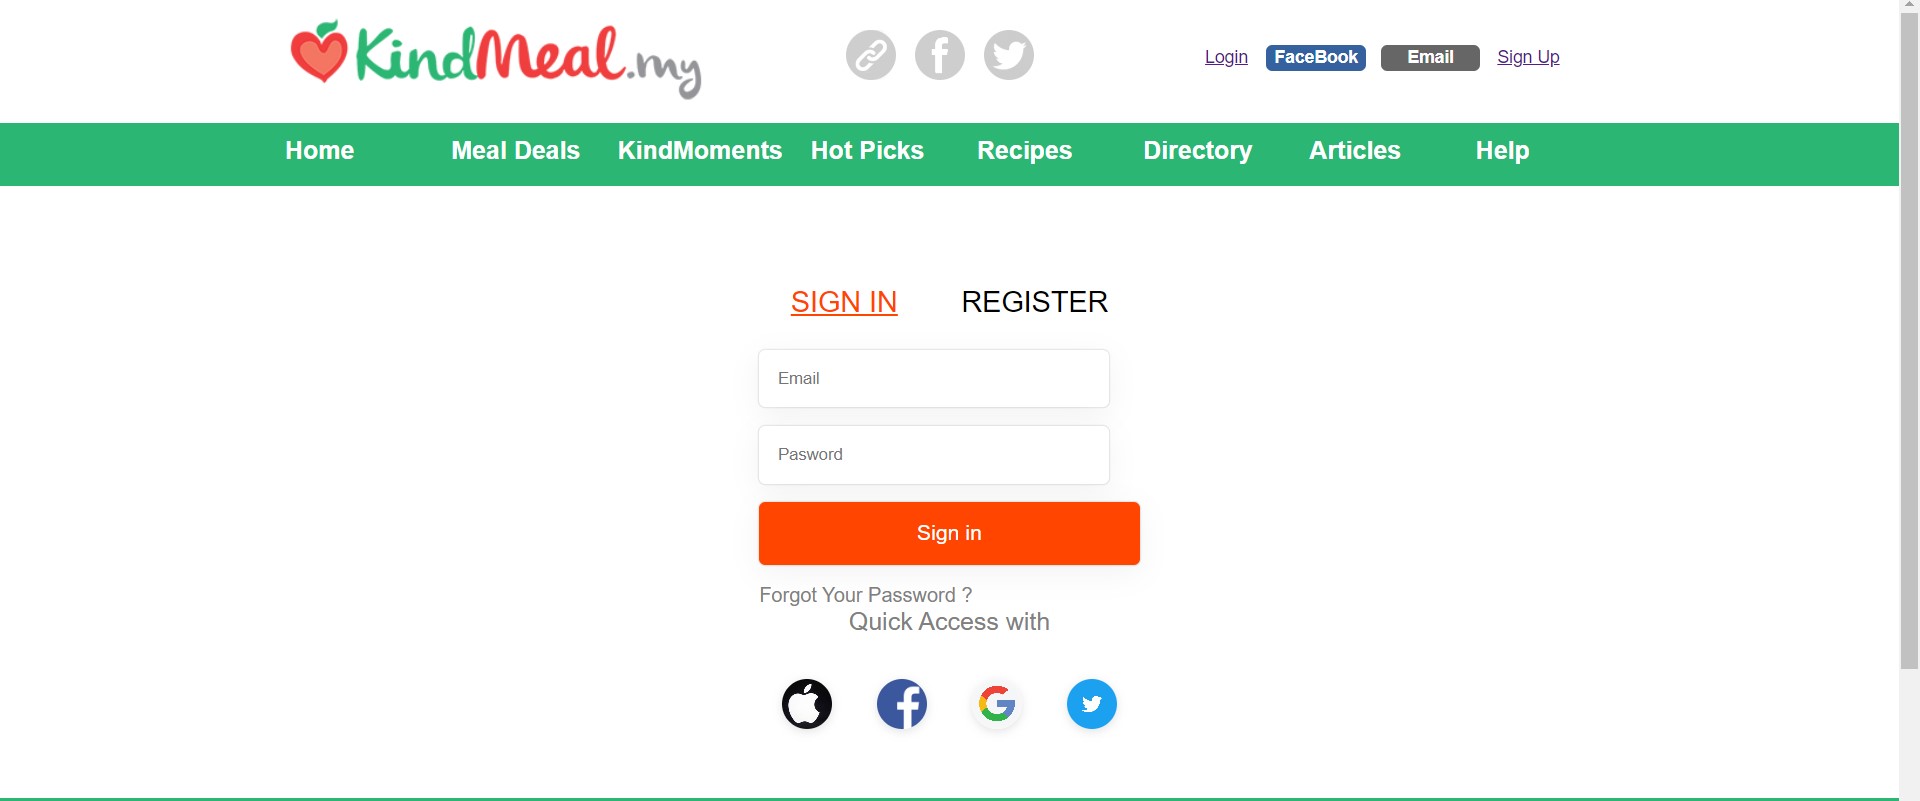 KindMeal.my
Login FaceBook Email Sign Up
Home Meal Deals KindMoments Hot Picks Recipes Directory Articles Help
SIGN IN REGISTER
Email
Pasword
Sign in
Forgot Your Password ?
Quick Access with